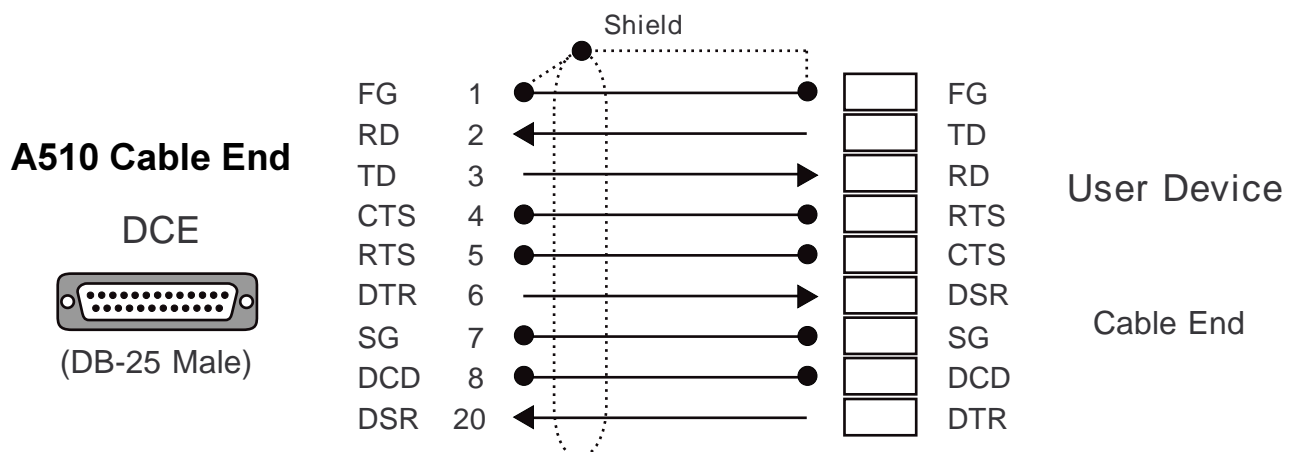 Shield
FG 1 FG
RD 2 TD
TD 3 RD
CTS 4 RTS
RTS 5 CTS
DTR 6 DSR
SG 7 SG
DCD 8 DCD
DSR 20 DTR
A510 Cable End
DCE
(DB-25 Male)
User Device
Cable End